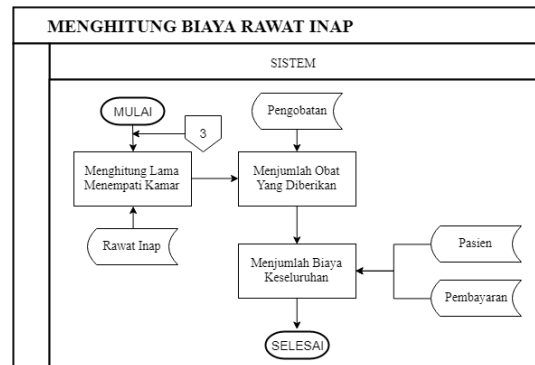 MENGHITUNG BIAYA RAWAT INAP
SISTEM
MULAI
3
Pengobatan
Menghitung Lama
Menempati Kamar
Menjumlah Obat
Yang Diberikan
Rawat Inap
Menjumlah Biaya
Keseluruhan
Pasien
Pembayaran
SELESAI